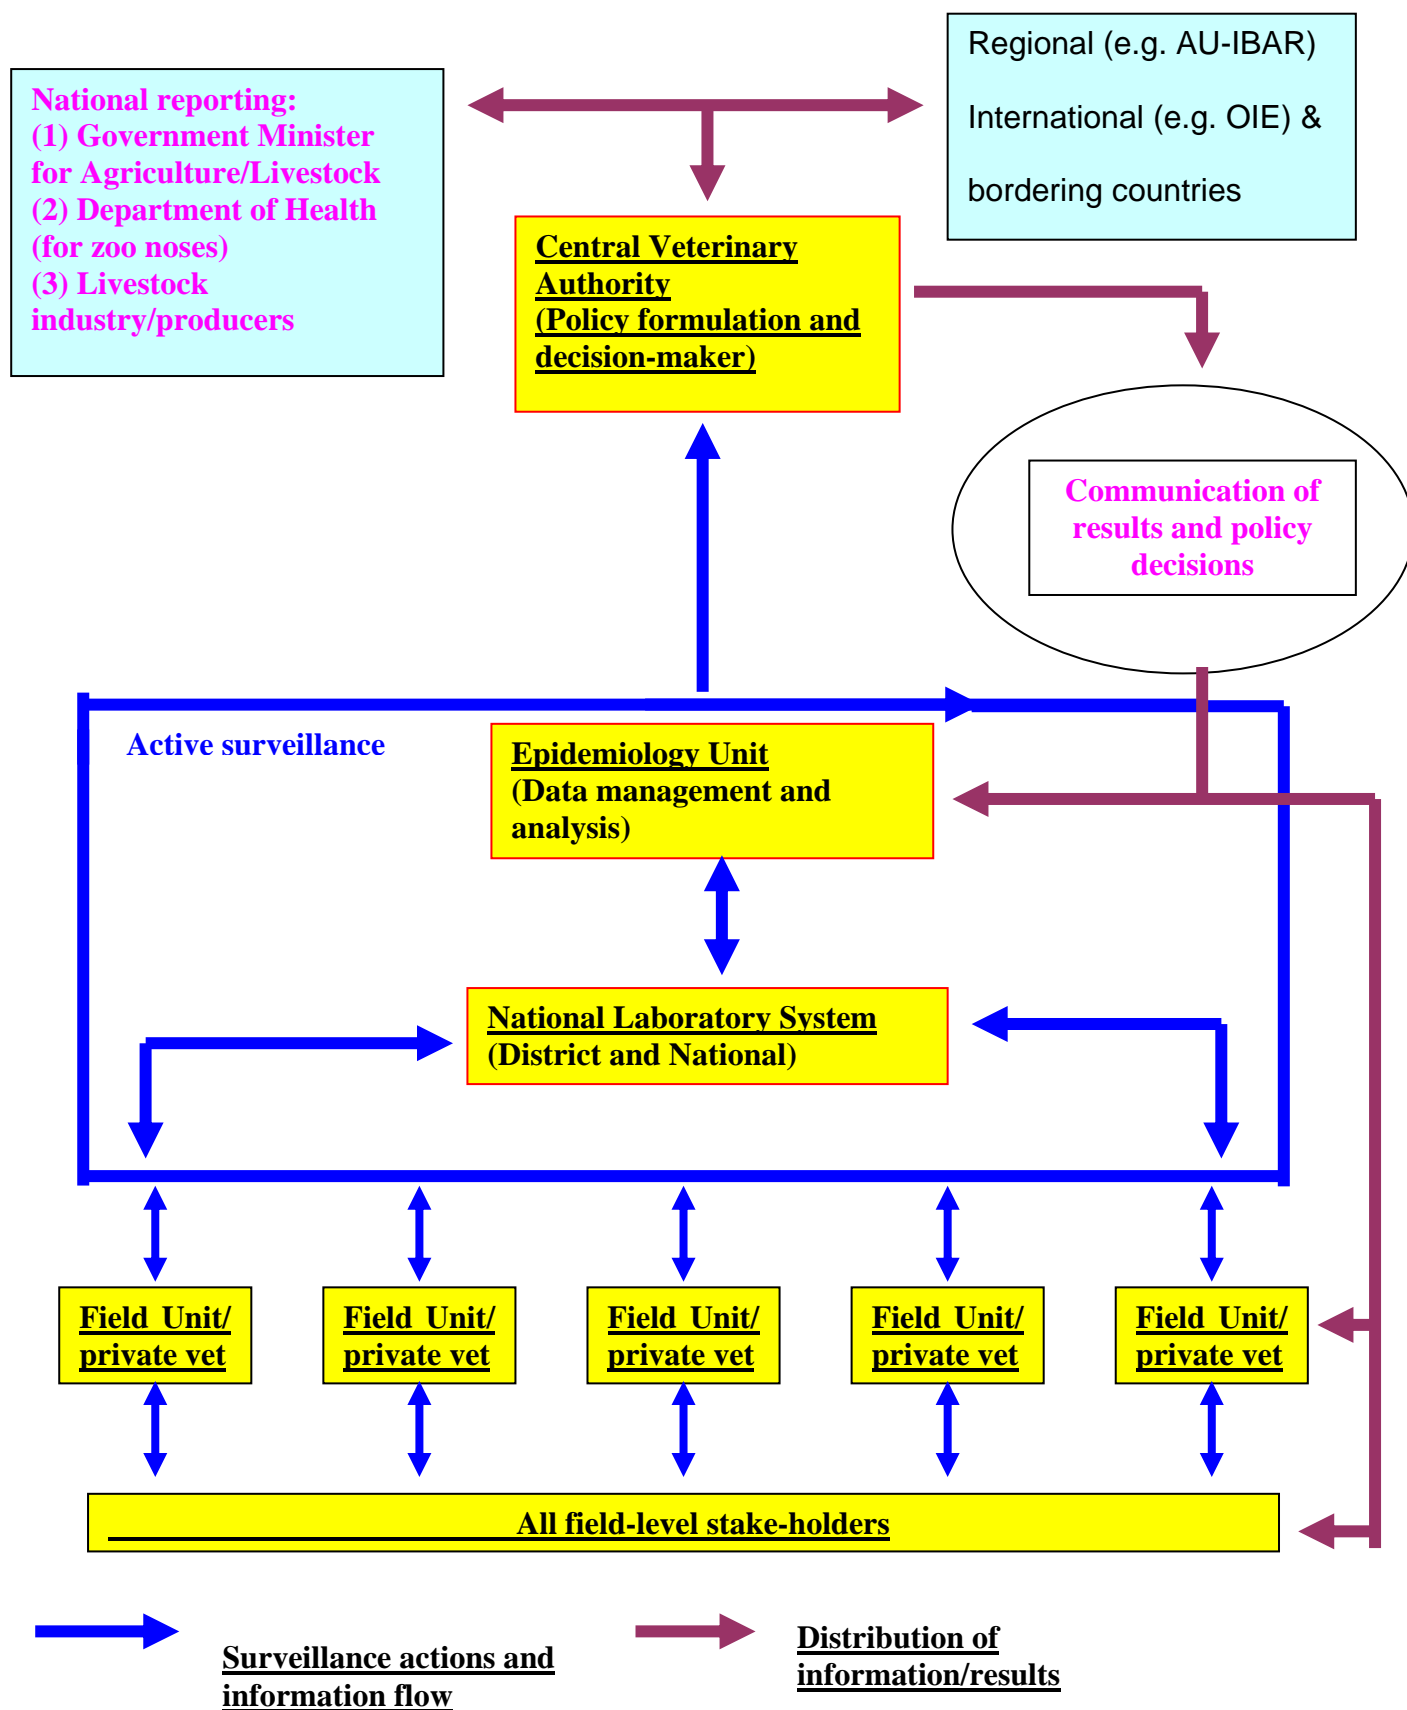 Regional (e.g. AU-IBAR)
International (e.g. OIE) &
bordering countries
National reporting:
(1) Government Minister
for Agriculture/Livestock
(2) Department of Health
(for zoo noses)
(3) Livestock
industry/producers
Central Veterinary
Authority
(Policy formulation and
decision-maker)
Communication of
results and policy
decisions
Active surveillance
Epidemiology Unit
(Data management and
analysis)
National Laboratory System
(District and National)
Field Unit/
private vet
Field Unit/
private vet
Field Unit/
private vet
Field Unit/
private vet
Field Unit/
private vet
All field-level stake-holders
Surveillance actions and
information flow
Distribution of
information/results